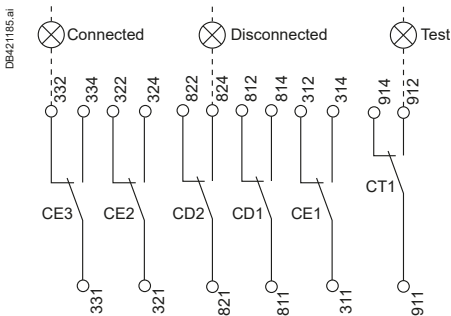 DB421185.ai
Connected
Disconnected
Test
332
334
322
324
822
824
812
814
312
314
914
912
CE3
CE2
CD2
CD1
CE1
CT1
331
321
821
811
311
911